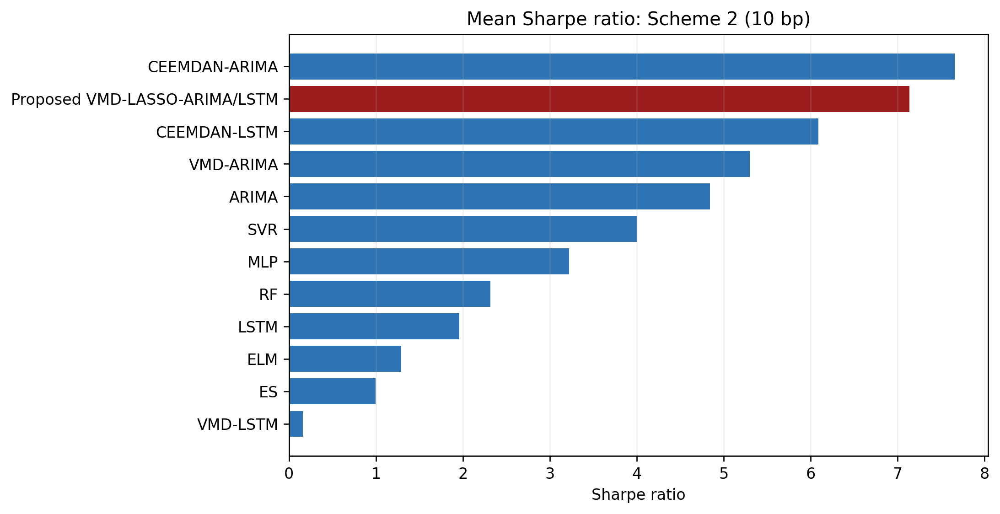 Mean Sharpe ratio: Scheme 2 (10 bp)
CEEMDAN-ARIMA
Proposed VMD-LASSO-ARIMA/LSTM
CEEMDAN-LSTM
VMD-ARIMA
ARIMA
SVR
MLP
RF
LSTM
ELM
ES
VMD-LSTM
0 1 2 3 4 5 6 7 8
Sharpe ratio